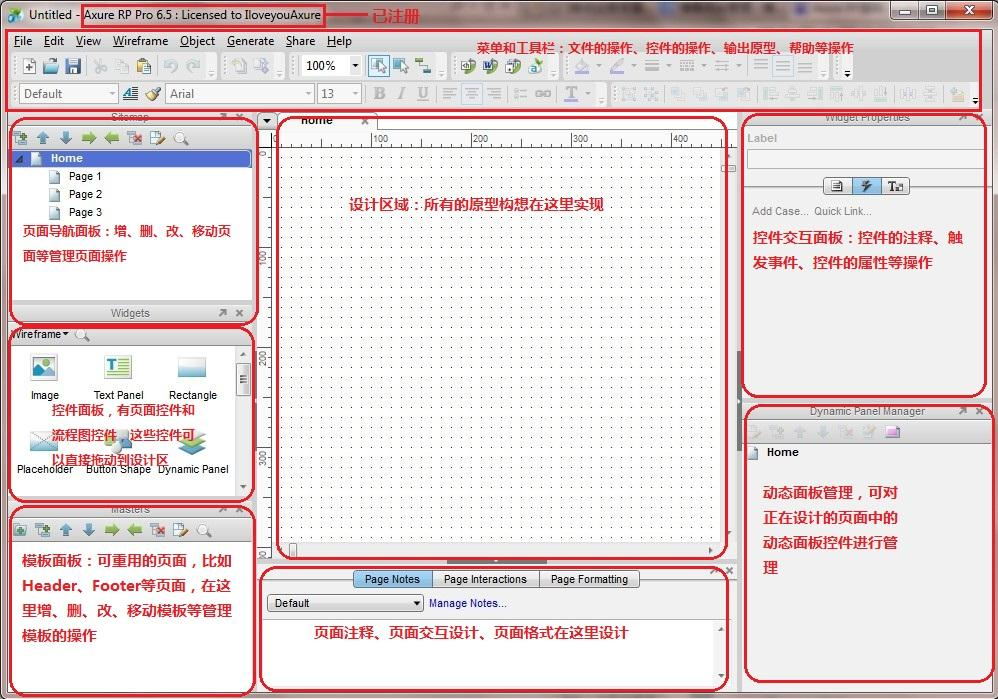 Untitled - Axure RP Pro 6.5 : Licensed to IloveyouAxure
已注册
File Edit View Wireframe Object Generate Share Help
菜单和工具栏：文件的操作、控件的操作、输出原型、帮助等操作
100%
Default Arial 13 B I U
Sitemap
Home
Page 1
Page 2
Page 3
页面导航面板：增、删、改、移动页
面等管理页面操作
Widgets
Wireframe
Image Text Panel Rectangle
控件面板，有页面控件和
流程图控件，这些控件可
以直接拖动到设计区
Placeholder Button Shape Dynamic Panel
Masters
模板面板：可重用的页面，比如
Header、Footer等页面，在这
里增、删、改、移动模板等管理
模板的操作
Home
0 100 200 300 400
0
100
200
300
设计区域：所有的原型构想在这里实现
Page Notes Page Interactions Page Formatting
Default Manage Notes...
页面注释、页面交互设计、页面格式在这里设计
Widget Properties
Label
Add Case... Quick Link...
控件交互面板：控件的注释、触
发事件、控件的属性等操作
Dynamic Panel Manager
Home
动态面板管理，可对
正在设计的页面中的
动态面板控件进行管
理